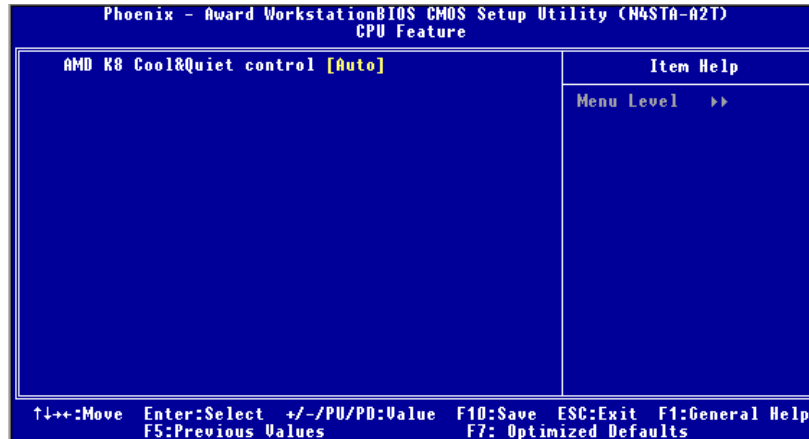 Phoenix - Award WorkstationBIOS CMOS Setup Utility (N4STA-A2T)
CPU Feature
AMD K8 Cool&Quiet control [Auto]
Item Help
Menu Level ►►
↑↓→←:Move Enter:Select +/-/PU/PD:Value F10:Save ESC:Exit F1:General Help
F5:Previous Values F7: Optimized Defaults